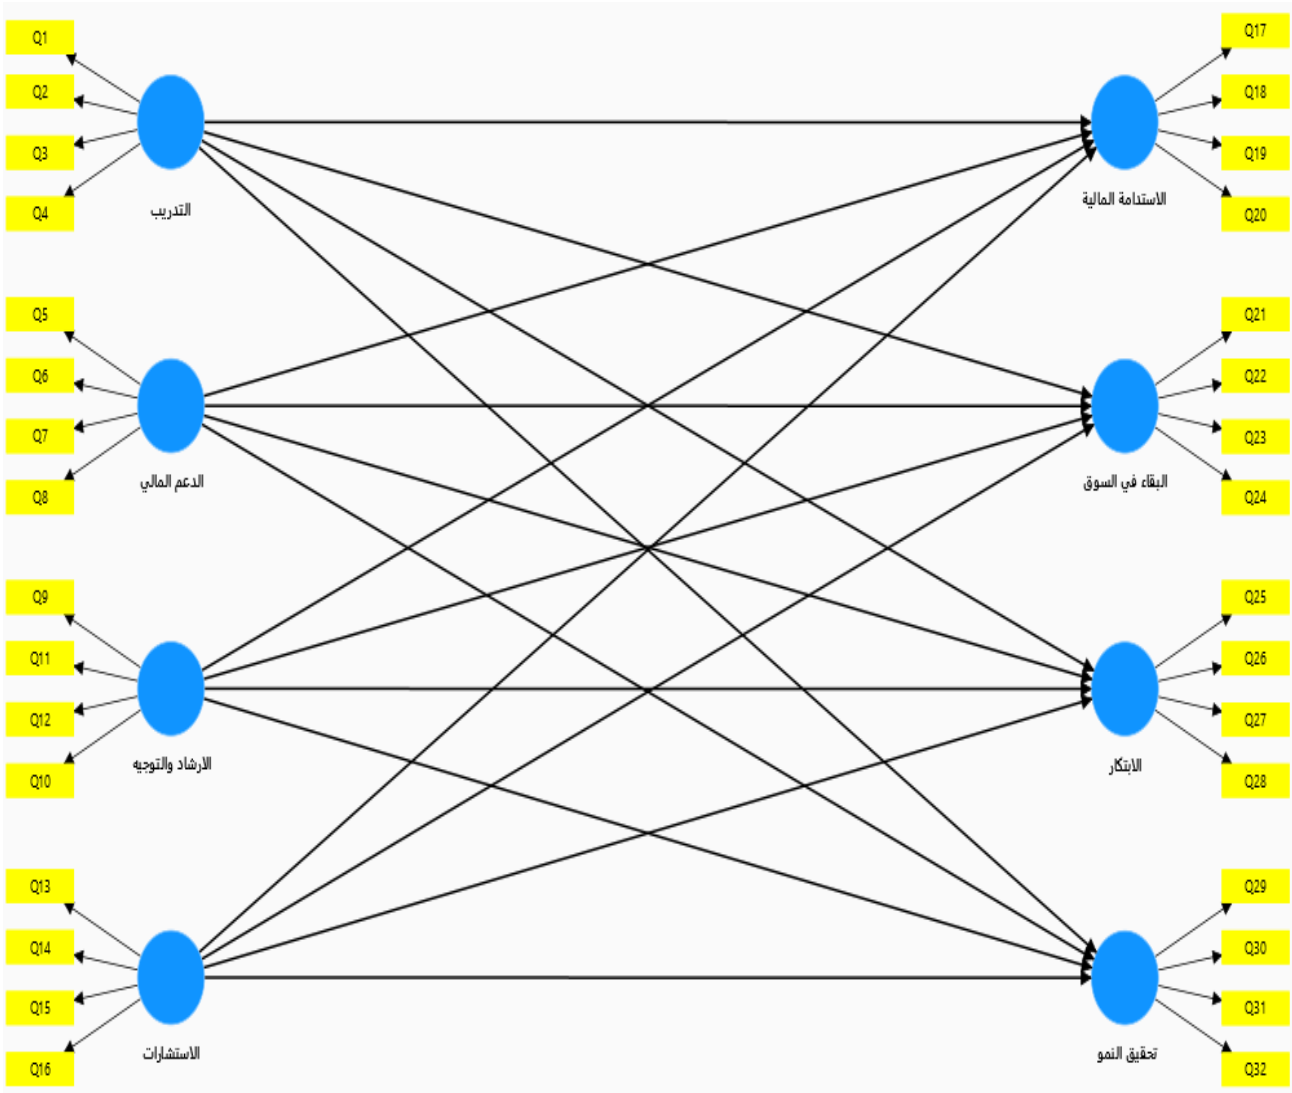 Q1
Q2
Q3
Q4
التدريب
Q17
Q18
Q19
Q20
الاستدامة المالية
Q5
Q6
Q7
Q8
الدعم المالي
Q21
Q22
Q23
Q24
البقاء في السوق
Q9
Q11
Q12
Q10
الارشاد والتوجيه
Q25
Q26
Q27
Q28
الابتكار
Q13
Q14
Q15
Q16
الاستشارات
Q29
Q30
Q31
Q32
تحقيق النمو